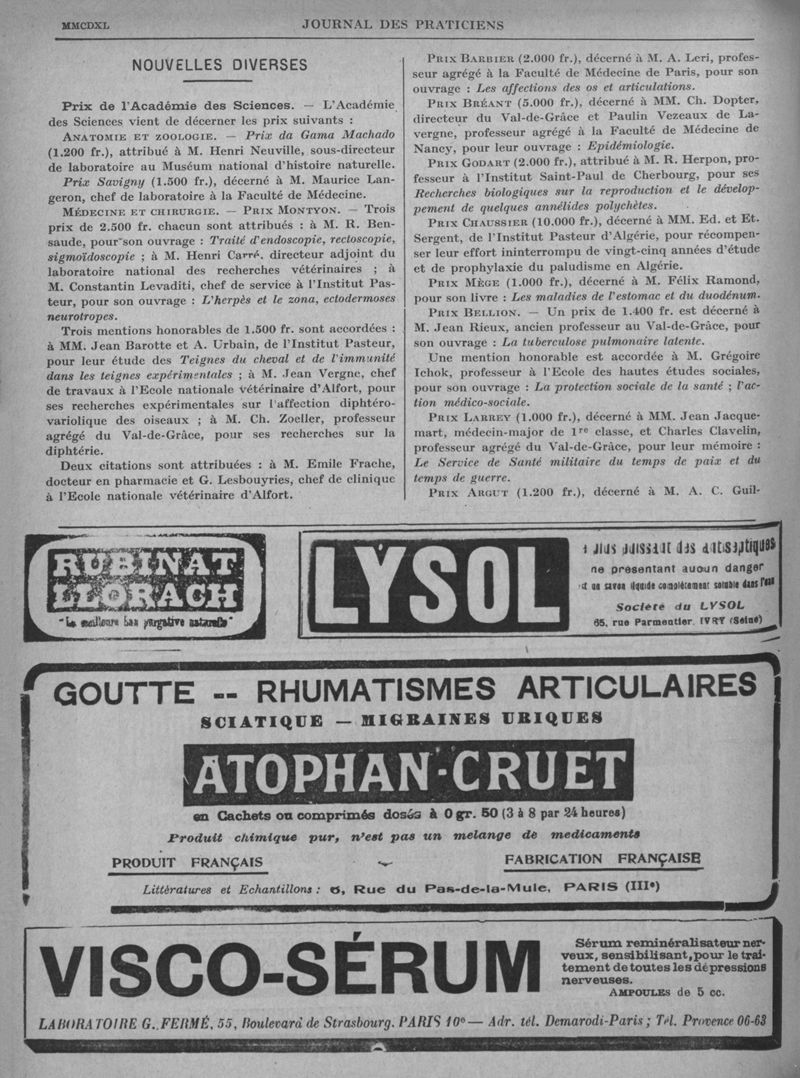 MMCDXL
JOURNAL DES PRATICIENS
NOUVELLES DIVERSES
Prix de l'Académie des Sciences. — L'Académie
des Sciences vient de décerner les prix suivants :
ANATOMIE ET ZOOLOGIE. — Prix da Gama Machado
(1.200 fr.), attribué à M. Henri Neuville, sous-directeur
de laboratoire au Muséum national d'histoire naturelle.
Prix Savigny (1.500 fr.), décerné à M. Maurice Lan-
geron, chef de laboratoire à la Faculté de Médecine.
MÉDECINE ET CHIRURGIE. — PRIX MONTYON. — Trois
prix de 2.500 fr. chacun sont attribués : à M. R. Ben-
saude, pour son ouvrage : Traité d'endoscopie, rectoscopie,
sigmoïdoscopie ; à M. Henri Carré, directeur adjoint du
laboratoire national des recherches vétérinaires ; à
M. Constantin Levaditi, chef de service à l'Institut Pas-
teur, pour son ouvrage : L'herpès et le zona, ectodermoses
neurotropes.
Trois mentions honorables de 1.500 fr. sont accordées :
à MM. Jean Barotte et A. Urbain, de l'Institut Pasteur,
pour leur étude des Teignes du cheval et de l'immunité
dans les teignes expérimentales ; à M. Jean Vergne, chef
de travaux à l'Ecole nationale vétérinaire d'Alfort, pour
ses recherches expérimentales sur l'affection diphtéro-
variolique des oiseaux ; à M. Ch. Zoeller, professeur
agrégé du Val-de-Grâce, pour ses recherches sur la
diphtérie.
Deux citations sont attribuées : à M. Emile Frache,
docteur en pharmacie et G. Lesbouyries, chef de clinique
à l'Ecole nationale vétérinaire d'Alfort.
PRIX BARBIER (2.000 fr.), décerné à M. A. Leri, profes-
seur agrégé à la Faculté de Médecine de Paris, pour son
ouvrage : Les affections des os et articulations.
PRIX BRÉANT (5.000 fr.), décerné à MM. Ch. Dopter,
directeur du Val-de-Grâce et Paulin Vezeaux de La-
vergne, professeur agrégé à la Faculté de Médecine de
Nancy, pour leur ouvrage : Epidémiologie.
PRIX GODART (2.000 fr.), attribué à M. R. Herpon, pro-
fesseur à l'Institut Saint-Paul de Cherbourg, pour ses
Recherches biologiques sur la reproduction et le dévelop-
pement de quelques annélides polychètes.
PRIX CHAUSSIER (10.000 fr.), décerné à MM. Ed. et Et.
Sergent, de l'Institut Pasteur d'Algérie, pour récompen-
ser leur effort ininterrompu de vingt-cinq années d'étude
et de prophylaxie du paludisme en Algérie.
PRIX MÈGE (1.000 fr.), décerné à M. Félix Ramond,
pour son livre : Les maladies de l'estomac et du duodénum.
PRIX BELLION. — Un prix de 1.400 fr. est décerné à
M. Jean Rieux, ancien professeur au Val-de-Grâce, pour
son ouvrage : La tuberculose pulmonaire latente.
Une mention honorable est accordée à M. Grégoire
Ichok, professeur à l'Ecole des hautes études sociales,
pour son ouvrage : La protection sociale de la santé ; l'ac-
tion médico-sociale.
PRIX LARREY (1.000 fr.), décerné à MM. Jean Jacque-
mart, médecin-major de 1re classe, et Charles Clavelin,
professeur agrégé du Val-de-Grâce, pour leur mémoire :
Le Service de Santé militaire du temps de paix et du
temps de guerre.
PRIX ARGUT (1.200 fr.), décerné à M. A. C. Guil-
RUBINAT
LLORACH
"La meilleure Eau purgative naturelle"
LYSOL
plus puissant des antiseptiques
ne présentant aucun danger
est un savon liquide complètement soluble dans l'eau
Société du LYSOL
65, rue Parmentier. IVRY (Seine)
GOUTTE -- RHUMATISMES ARTICULAIRES
SCIATIQUE — MIGRAINES URIQUES
ATOPHAN-CRUET
en Cachets ou comprimés dosés à 0 gr. 50 (3 à 8 par 24 heures)
Produit chimique pur, n'est pas un melange de medicaments
PRODUIT FRANÇAIS
FABRICATION FRANÇAISE
Littératures et Echantillons : 6, Rue du Pas-de-la-Mule, PARIS (IIIe)
VISCO-SÉRUM
Sérum reminéralisateur ner-
veux, sensibilisant, pour le trai-
tement de toutes les dépressions
nerveuses.
AMPOULES de 5 cc.
LABORATOIRE G. FERMÉ, 55, Boulevard de Strasbourg. PARIS 10e — Adr. tél. Demarodi-Paris ; Tél. Provence 06-63